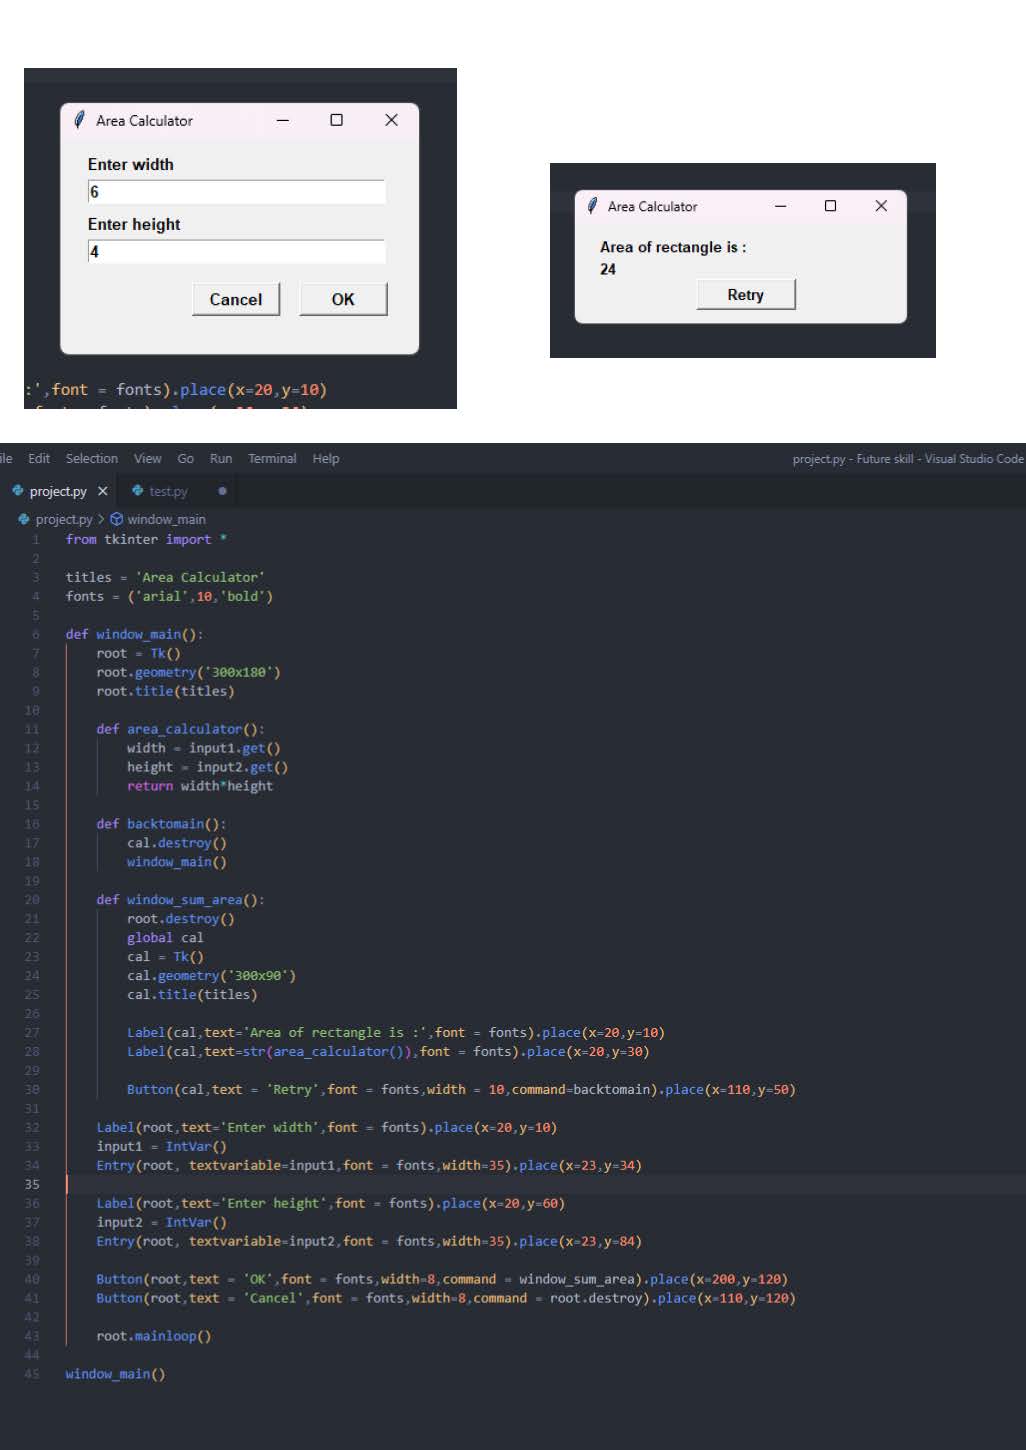 Area Calculator
Enter width
6
Enter height
4
Cancel OK
:',font = fonts).place(x=20,y=10)
Area Calculator
Area of rectangle is :
24
Retry
ile Edit Selection View Go Run Terminal Help project.py - Future skill - Visual Studio Code
project.py test.py
project.py > window_main
1 from tkinter import *
2
3 titles = 'Area Calculator'
4 fonts = ('arial',10,'bold')
5
6 def window_main():
7 root = Tk()
8 root.geometry('300x180')
9 root.title(titles)
10
11 def area_calculator():
12 width = input1.get()
13 height = input2.get()
14 return width*height
15
16 def backtomain():
17 cal.destroy()
18 window_main()
19
20 def window_sum_area():
21 root.destroy()
22 global cal
23 cal = Tk()
24 cal.geometry('300x90')
25 cal.title(titles)
26
27 Label(cal,text='Area of rectangle is :',font = fonts).place(x=20,y=10)
28 Label(cal,text=str(area_calculator()),font = fonts).place(x=20,y=30)
29
30 Button(cal,text = 'Retry',font = fonts,width = 10,command=backtomain).place(x=110,y=50)
31
32 Label(root,text='Enter width',font = fonts).place(x=20,y=10)
33 input1 = IntVar()
34 Entry(root, textvariable=input1,font = fonts,width=35).place(x=23,y=34)
35
36 Label(root,text='Enter height',font = fonts).place(x=20,y=60)
37 input2 = IntVar()
38 Entry(root, textvariable=input2,font = fonts,width=35).place(x=23,y=84)
39
40 Button(root,text = 'OK',font = fonts,width=8,command = window_sum_area).place(x=200,y=120)
41 Button(root,text = 'Cancel',font = fonts,width=8,command = root.destroy).place(x=110,y=120)
42
43 root.mainloop()
44
45 window_main()